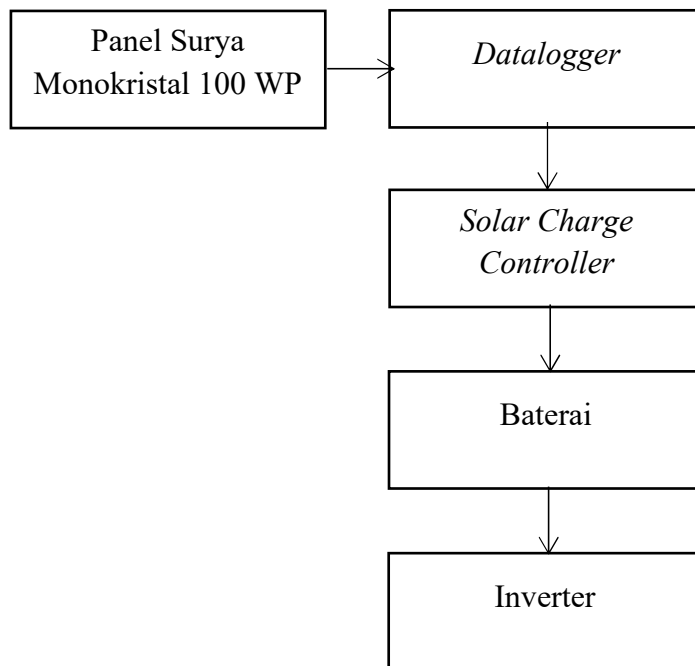 Panel Surya
Monokristal 100 WP
Datalogger
Solar Charge
Controller
Baterai
Inverter